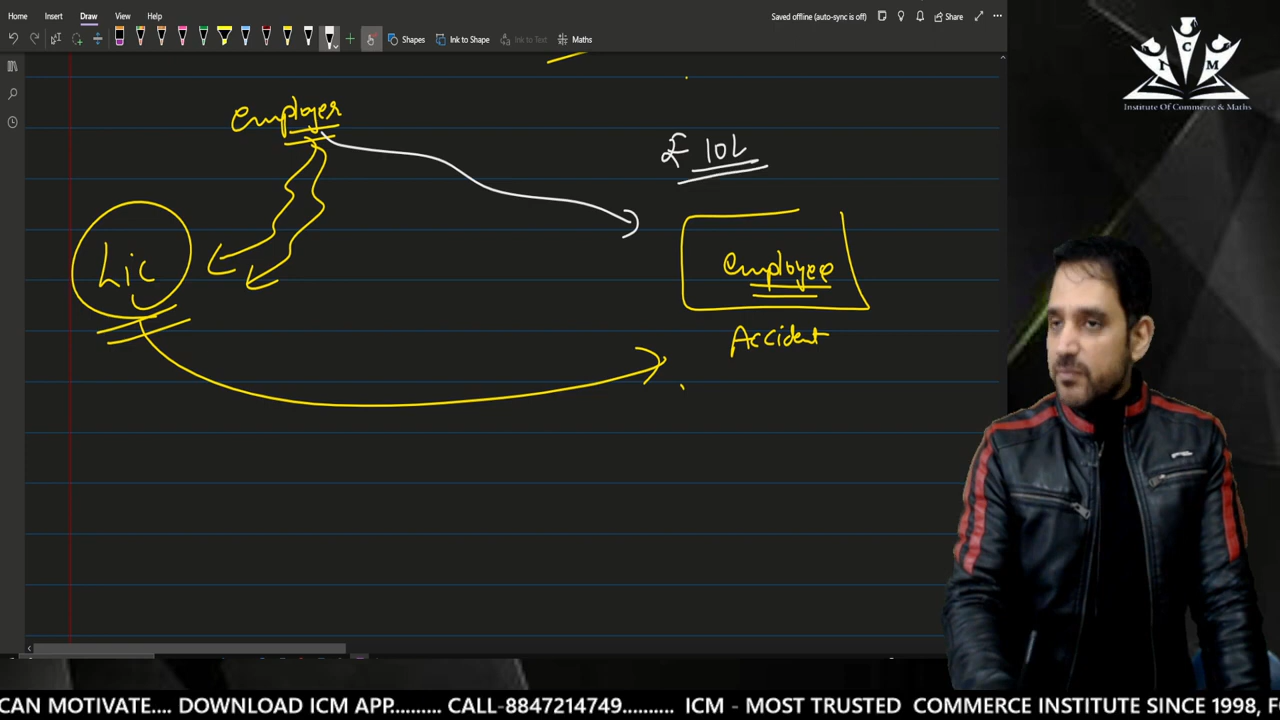 Home Insert Draw View Help
Saved offline (auto-sync is off)
Share
Shapes
Ink to Shape
Ink to Text
Maths
I C M
Institute Of Commerce & Maths
employer
₤ 10L
Lic
employee
Accident
CAN MOTIVATE.... DOWNLOAD ICM APP......... CALL-8847214749......... ICM - MOST TRUSTED COMMERCE INSTITUTE SINCE 1998, F